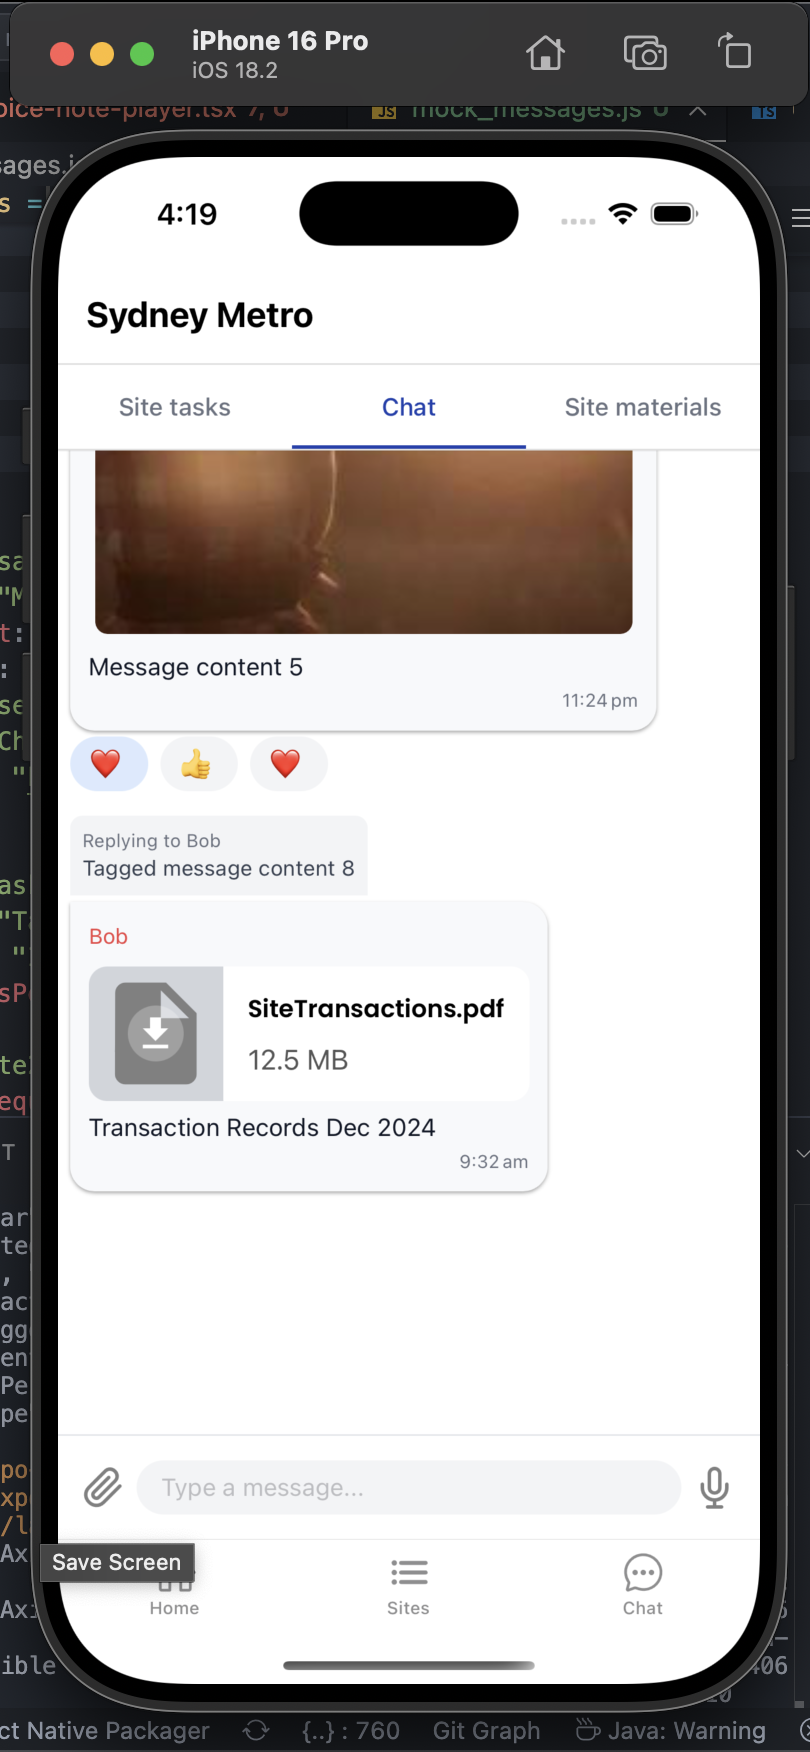 iPhone 16 Pro
iOS 18.2
mock_messages.js U
4:19
Sydney Metro
Site tasks
Chat
Site materials
Message content 5
11:24 pm
Replying to Bob
Tagged message content 8
Bob
SiteTransactions.pdf
12.5 MB
Transaction Records Dec 2024
9:32 am
Type a message...
Save Screen
Home
Sites
Chat
ct Native Packager
{..} : 760
Git Graph
Java: Warning